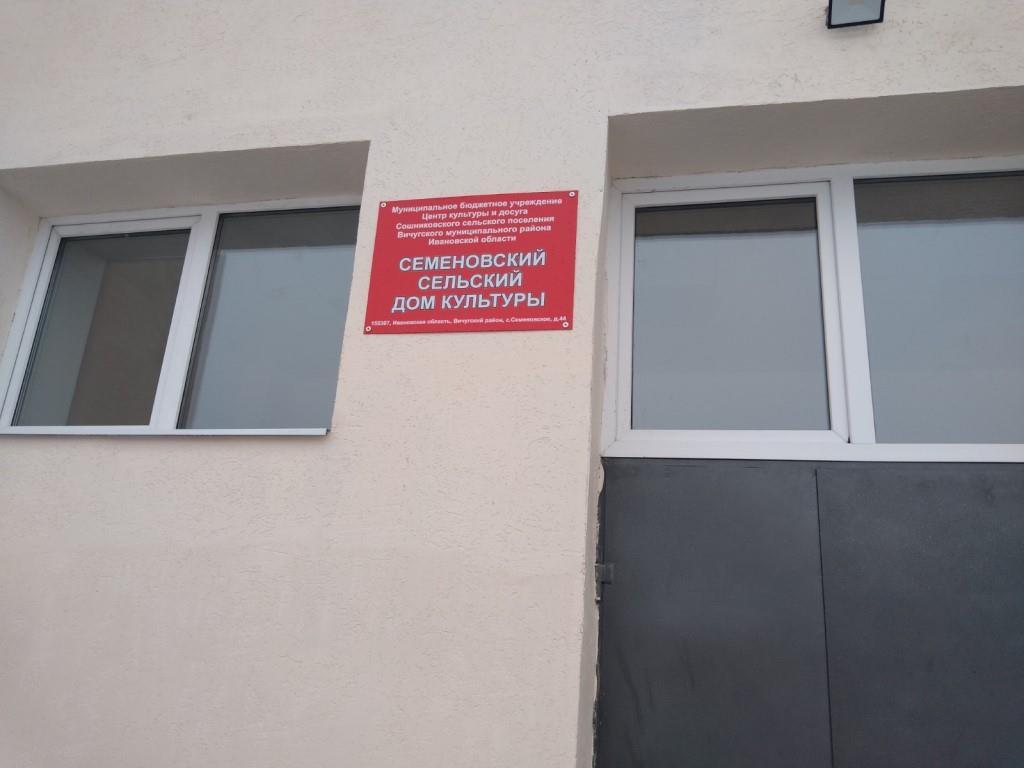 Муниципальное бюджетное учреждение
Центр культуры и досуга
Сошниковского сельского поселения
Вичугского муниципального района
Ивановской области
СЕМЕНОВСКИЙ
СЕЛЬСКИЙ
ДОМ КУЛЬТУРЫ
155307, Ивановская область, Вичугский район, с.Семеновское, д.44